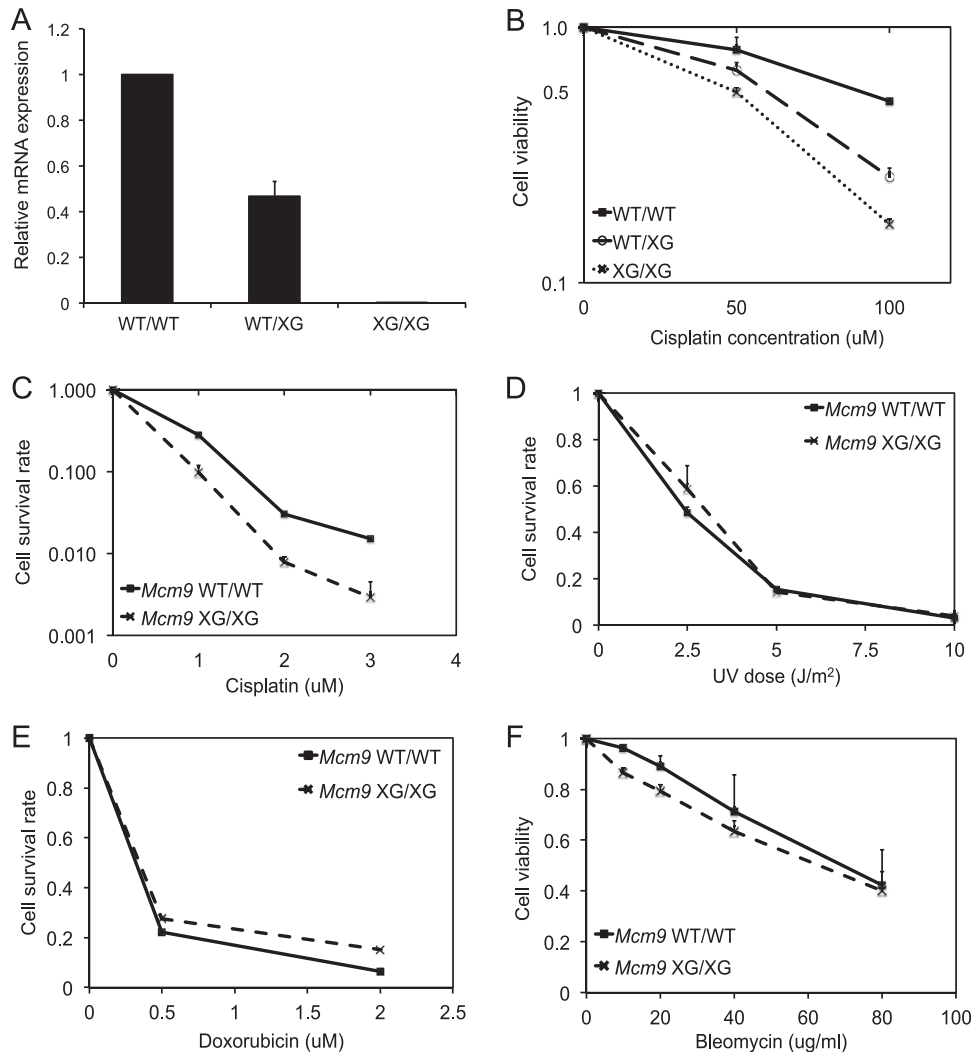 A
Relative mRNA expression
1.2
1
0.8
0.6
0.4
0.2
0
WT/WT
WT/XG
XG/XG
B
Cell viability
1.0
0.5
0.1
WT/WT
WT/XG
XG/XG
0
50
100
Cisplatin concentration (uM)
C
Cell survival rate
1.000
0.100
0.010
0.001
Mcm9 WT/WT
Mcm9 XG/XG
0
1
2
3
4
Cisplatin (uM)
D
Cell survival rate
1
0.8
0.6
0.4
0.2
0
Mcm9 WT/WT
Mcm9 XG/XG
0
2.5
5
7.5
10
UV dose (J/m²)
E
Cell survival rate
1
0.8
0.6
0.4
0.2
0
Mcm9 WT/WT
Mcm9 XG/XG
0
0.5
1
1.5
2
2.5
Doxorubicin (uM)
F
Cell viability
1
0.8
0.6
0.4
0.2
0
Mcm9 WT/WT
Mcm9 XG/XG
0
20
40
60
80
100
Bleomycin (ug/ml)